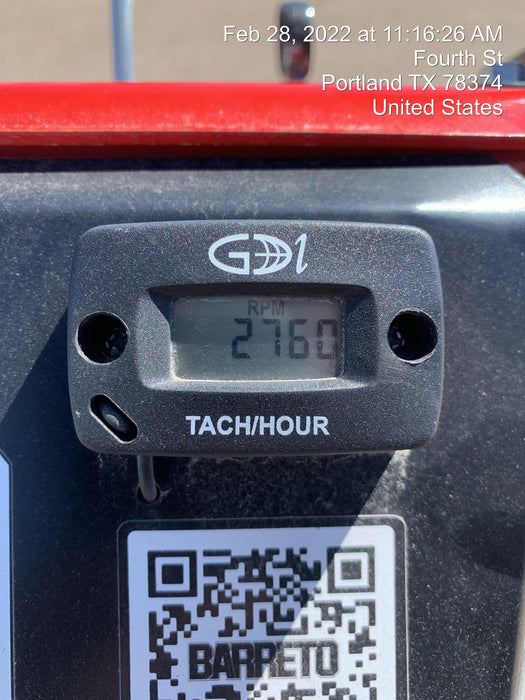 Feb 28, 2022 at 11:16:26 AM
Fourth St
Portland TX 78374
United States
GDI
RPM
2760
TACH/HOUR
BARRETO